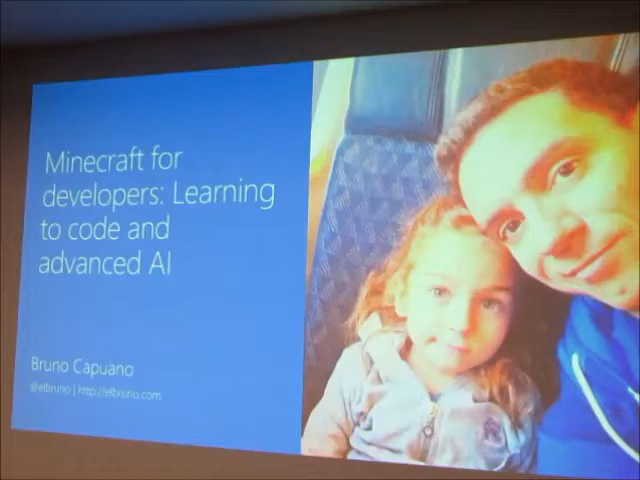 Minecraft for
developers: Learning
to code and
advanced AI
Bruno Capuano
@elbruno | http://elbruno.com